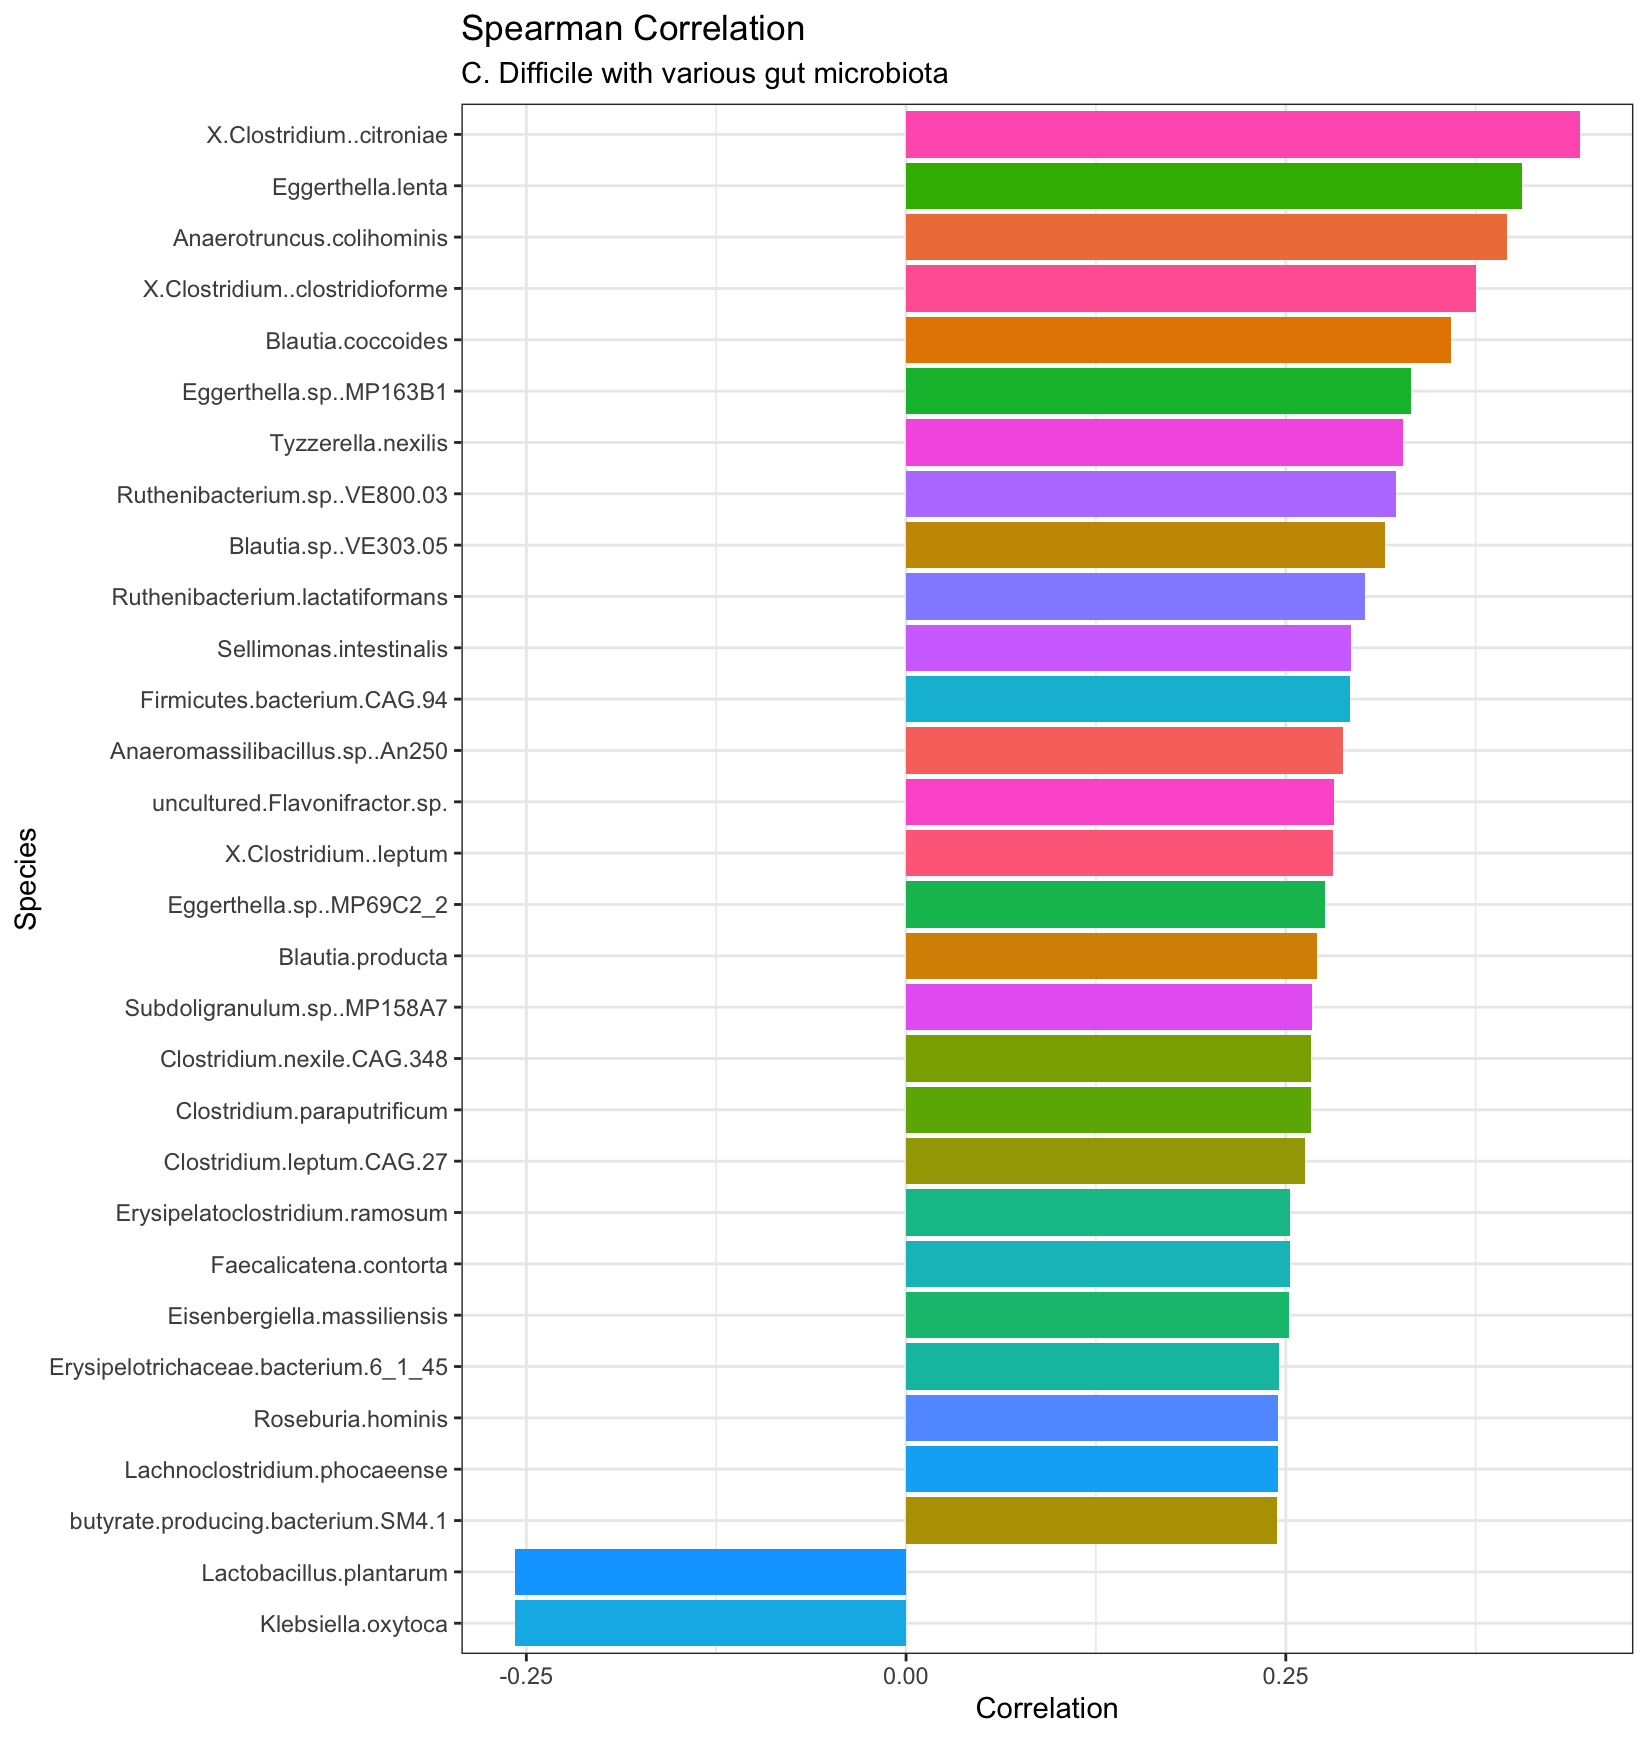 Spearman Correlation
C. Difficile with various gut microbiota
X.Clostridium..citroniae
Eggerthella.lenta
Anaerotruncus.colihominis
X.Clostridium..clostridioforme
Blautia.coccoides
Eggerthella.sp..MP163B1
Tyzzerella.nexilis
Ruthenibacterium.sp..VE800.03
Blautia.sp..VE303.05
Ruthenibacterium.lactatiformans
Sellimonas.intestinalis
Firmicutes.bacterium.CAG.94
Anaeromassilibacillus.sp..An250
uncultured.Flavonifractor.sp.
X.Clostridium..leptum
Eggerthella.sp..MP69C2_2
Blautia.producta
Subdoligranulum.sp..MP158A7
Clostridium.nexile.CAG.348
Clostridium.paraputrificum
Clostridium.leptum.CAG.27
Erysipelatoclostridium.ramosum
Faecalicatena.contorta
Eisenbergiella.massiliensis
Erysipelotrichaceae.bacterium.6_1_45
Roseburia.hominis
Lachnoclostridium.phocaeense
butyrate.producing.bacterium.SM4.1
Lactobacillus.plantarum
Klebsiella.oxytoca
Species
-0.25 0.00 0.25
Correlation